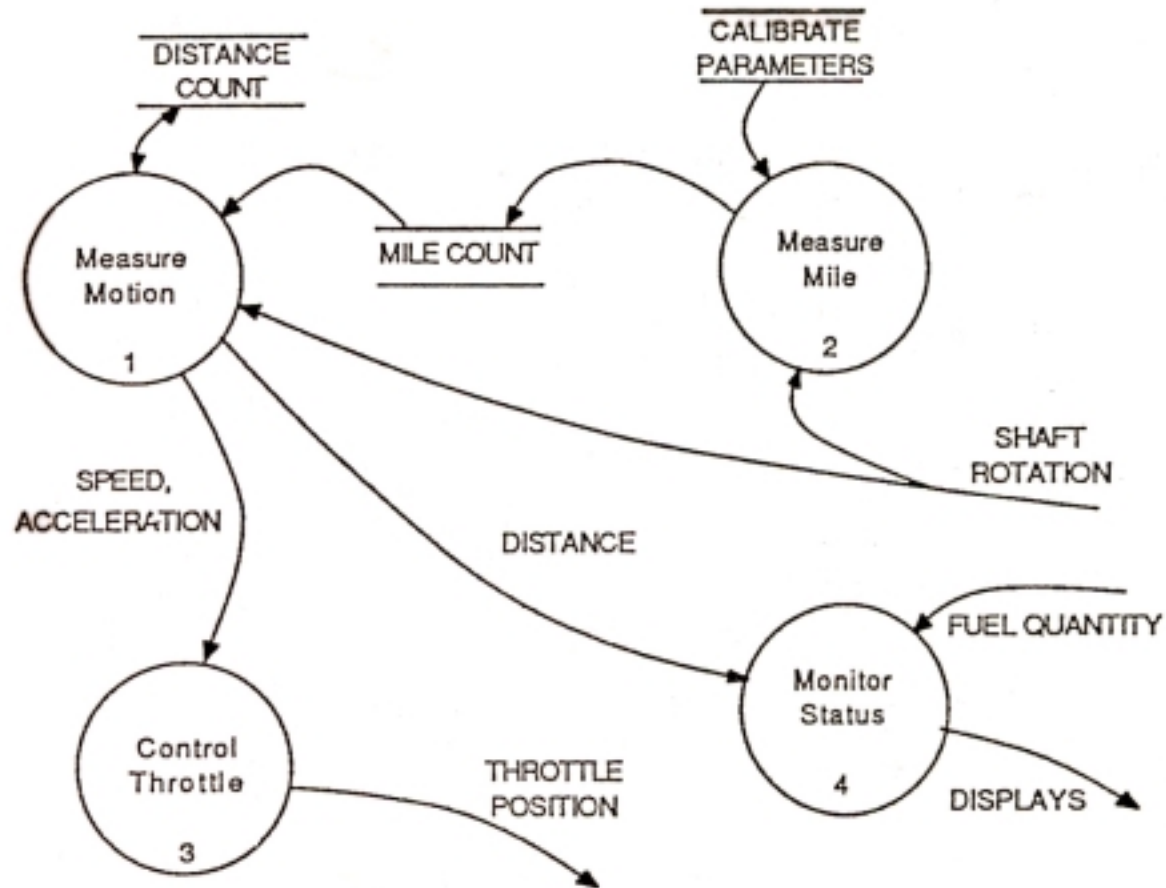 DISTANCE
COUNT
CALIBRATE
PARAMETERS
Measure
Motion
1
MILE COUNT
Measure
Mile
2
SHAFT
ROTATION
SPEED,
ACCELERATION
DISTANCE
FUEL QUANTITY
Monitor
Status
4
Control
Throttle
3
THROTTLE
POSITION
DISPLAYS